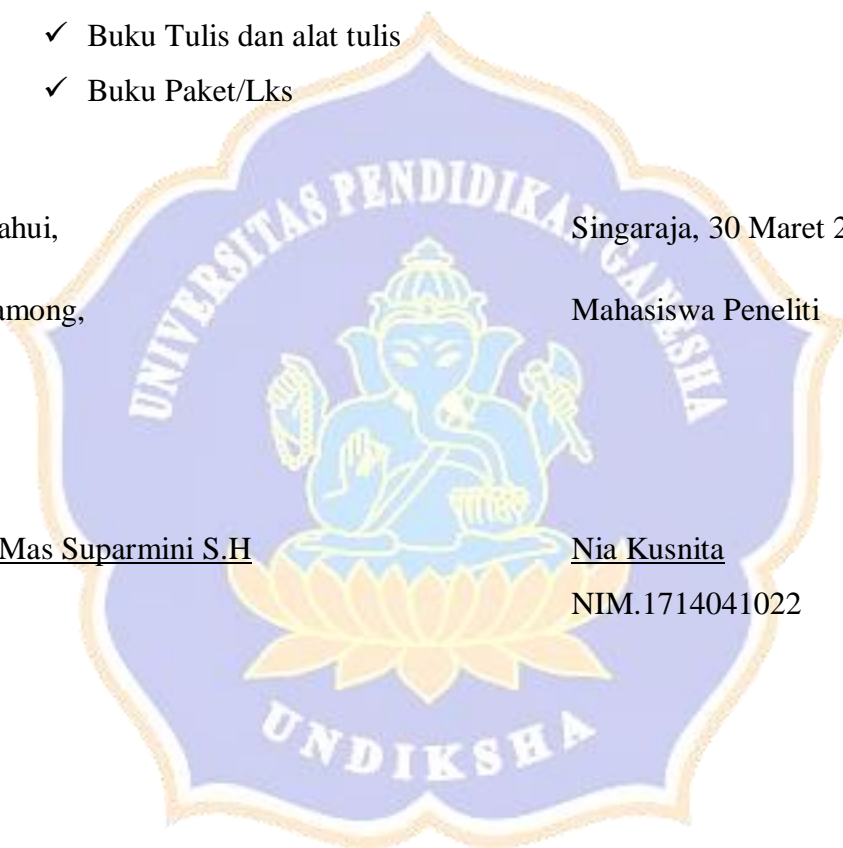 ✓ Buku Tulis dan alat tulis
✓ Buku Paket/Lks
UNIVERSITAS PENDIDIKAN GANESHA
ahui,
Singaraja, 30 Maret 2
among,
Mahasiswa Peneliti
Mas Suparmini S.H
Nia Kusnita
NIM.1714041022
UNDIKSHA